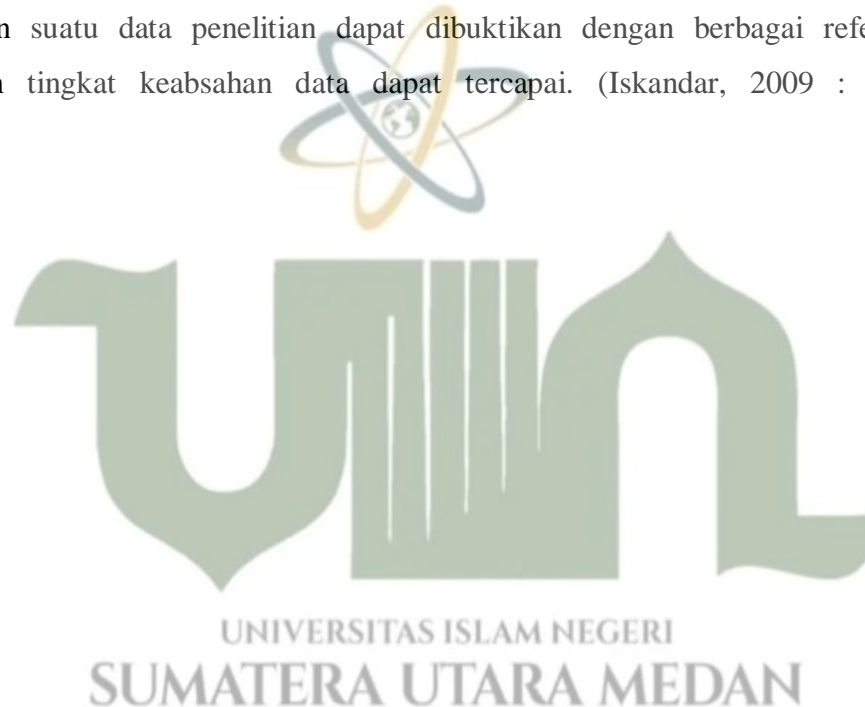 suatu data penelitian dapat dibuktikan dengan berbagai
tingkat keabsahan data dapat tercapai. (Iskandar, 2009 :
UIN
UNIVERSITAS ISLAM NEGERI
SUMATERA UTARA MEDAN